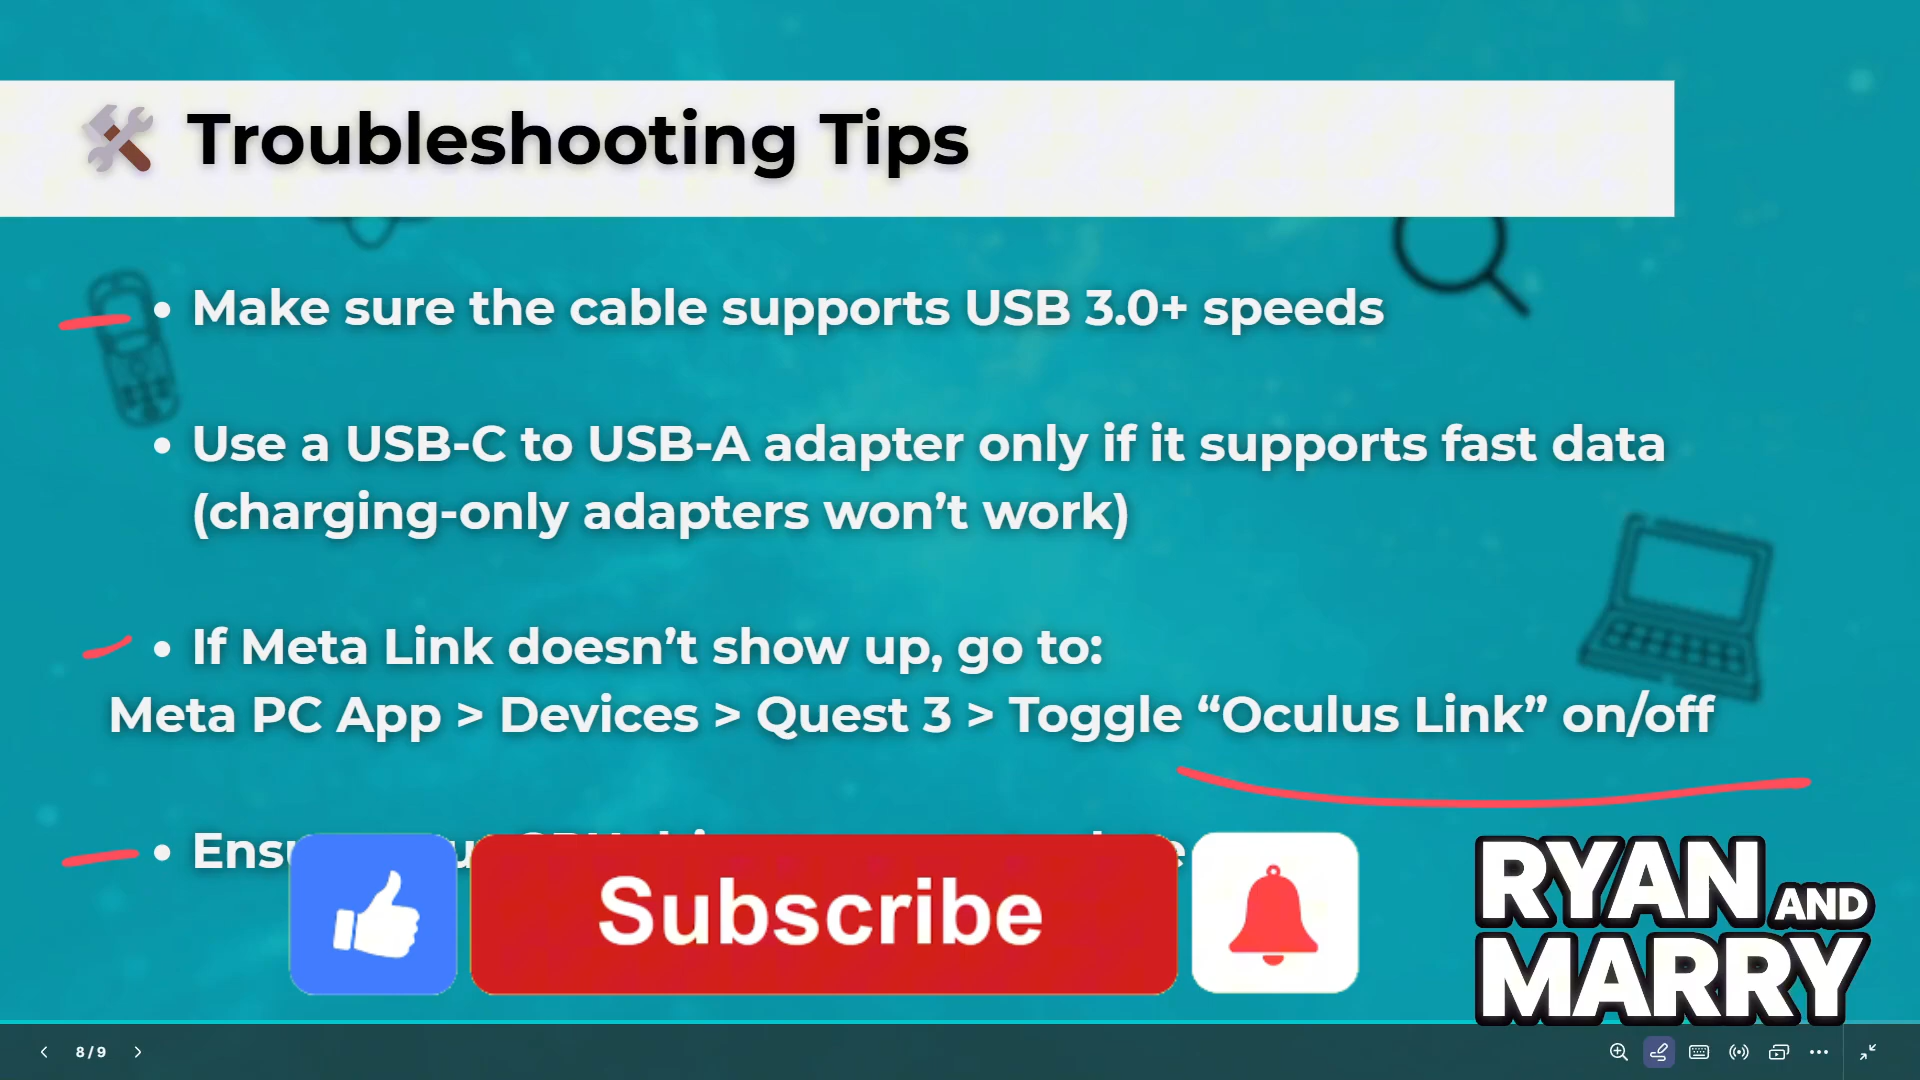 Troubleshooting Tips
• Make sure the cable supports USB 3.0+ speeds
• Use a USB-C to USB-A adapter only if it supports fast data
(charging-only adapters won’t work)
• If Meta Link doesn’t show up, go to:
Meta PC App > Devices > Quest 3 > Toggle “Oculus Link” on/off
Subscribe
RYAN AND
MARRY
8/9